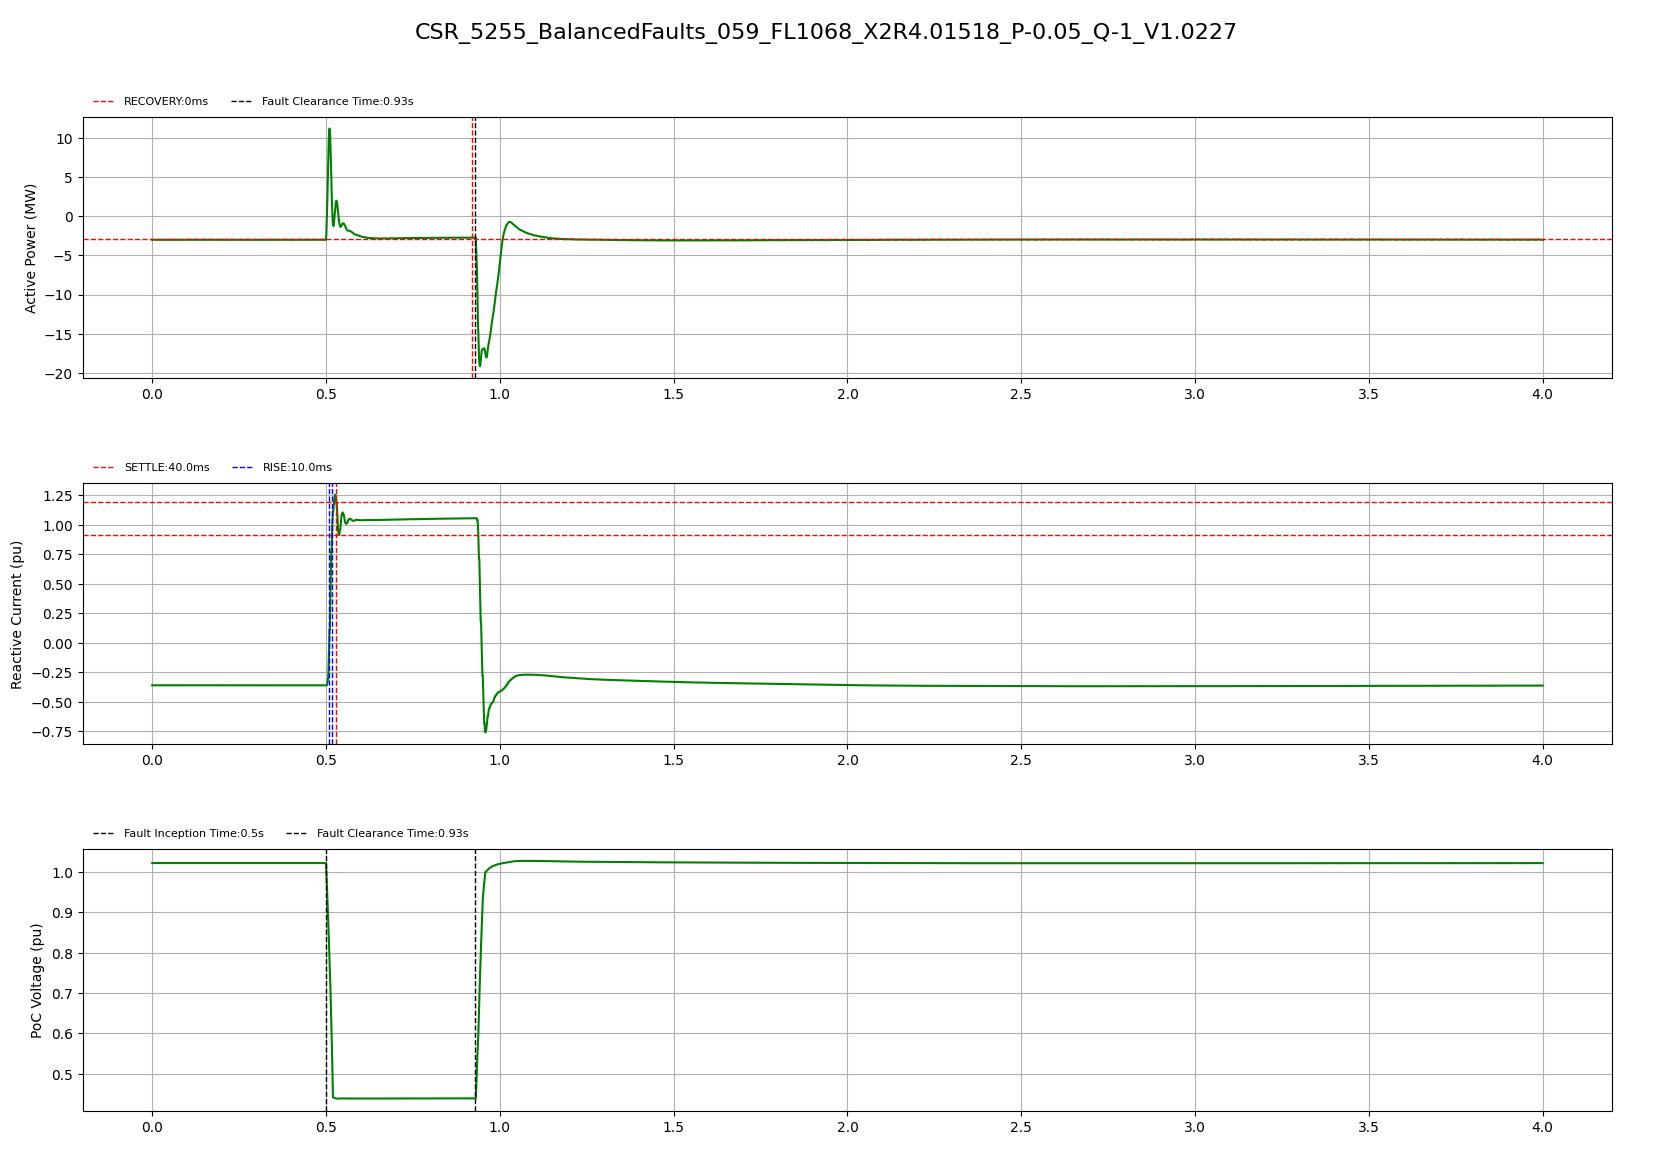 CSR_5255_BalancedFaults_059_FL1068_X2R4.01518_P-0.05_Q-1_V1.0227
RECOVERY:0ms Fault Clearance Time:0.93s
Active Power (MW)
10
5
0
−5
−10
−15
−20
0.0 0.5 1.0 1.5 2.0 2.5 3.0 3.5 4.0
SETTLE:40.0ms RISE:10.0ms
Reactive Current (pu)
1.25
1.00
0.75
0.50
0.25
0.00
−0.25
−0.50
−0.75
0.0 0.5 1.0 1.5 2.0 2.5 3.0 3.5 4.0
Fault Inception Time:0.5s Fault Clearance Time:0.93s
PoC Voltage (pu)
1.0
0.9
0.8
0.7
0.6
0.5
0.0 0.5 1.0 1.5 2.0 2.5 3.0 3.5 4.0